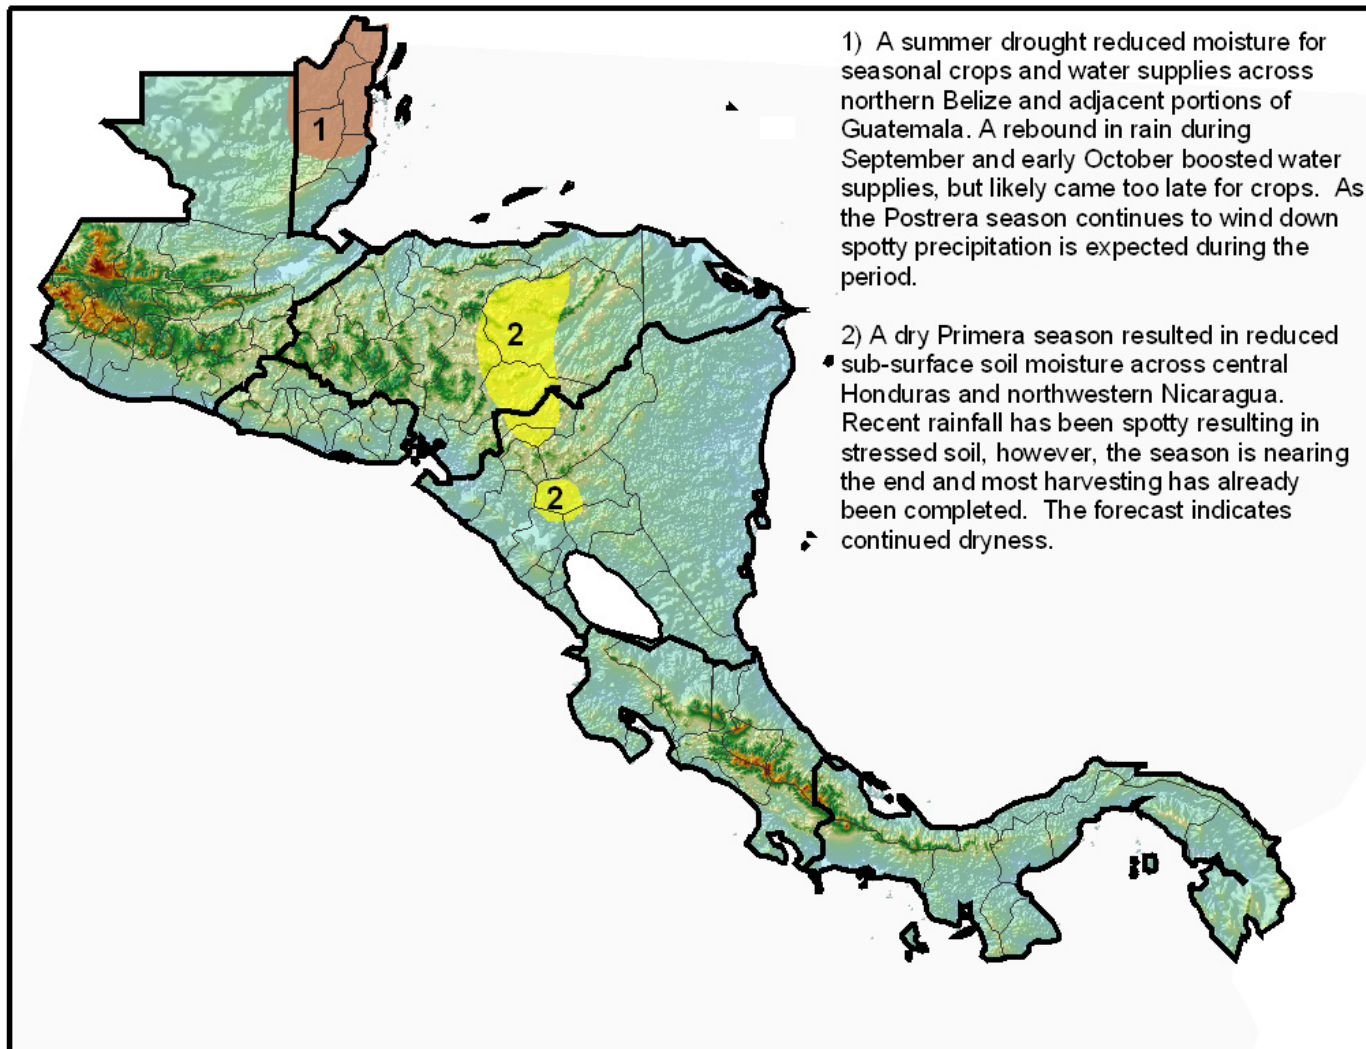 1)  A summer drought reduced moisture for
seasonal crops and water supplies across
northern Belize and adjacent portions of
Guatemala. A rebound in rain during
September and early October boosted water
supplies, but likely came too late for crops.  As
the Postrera season continues to wind down
spotty precipitation is expected during the
period.
2) A dry Primera season resulted in reduced
sub-surface soil moisture across central
Honduras and northwestern Nicaragua.
Recent rainfall has been spotty resulting in
stressed soil, however, the season is nearing
the end and most harvesting has already
been completed.  The forecast indicates
continued dryness.
1
2
2